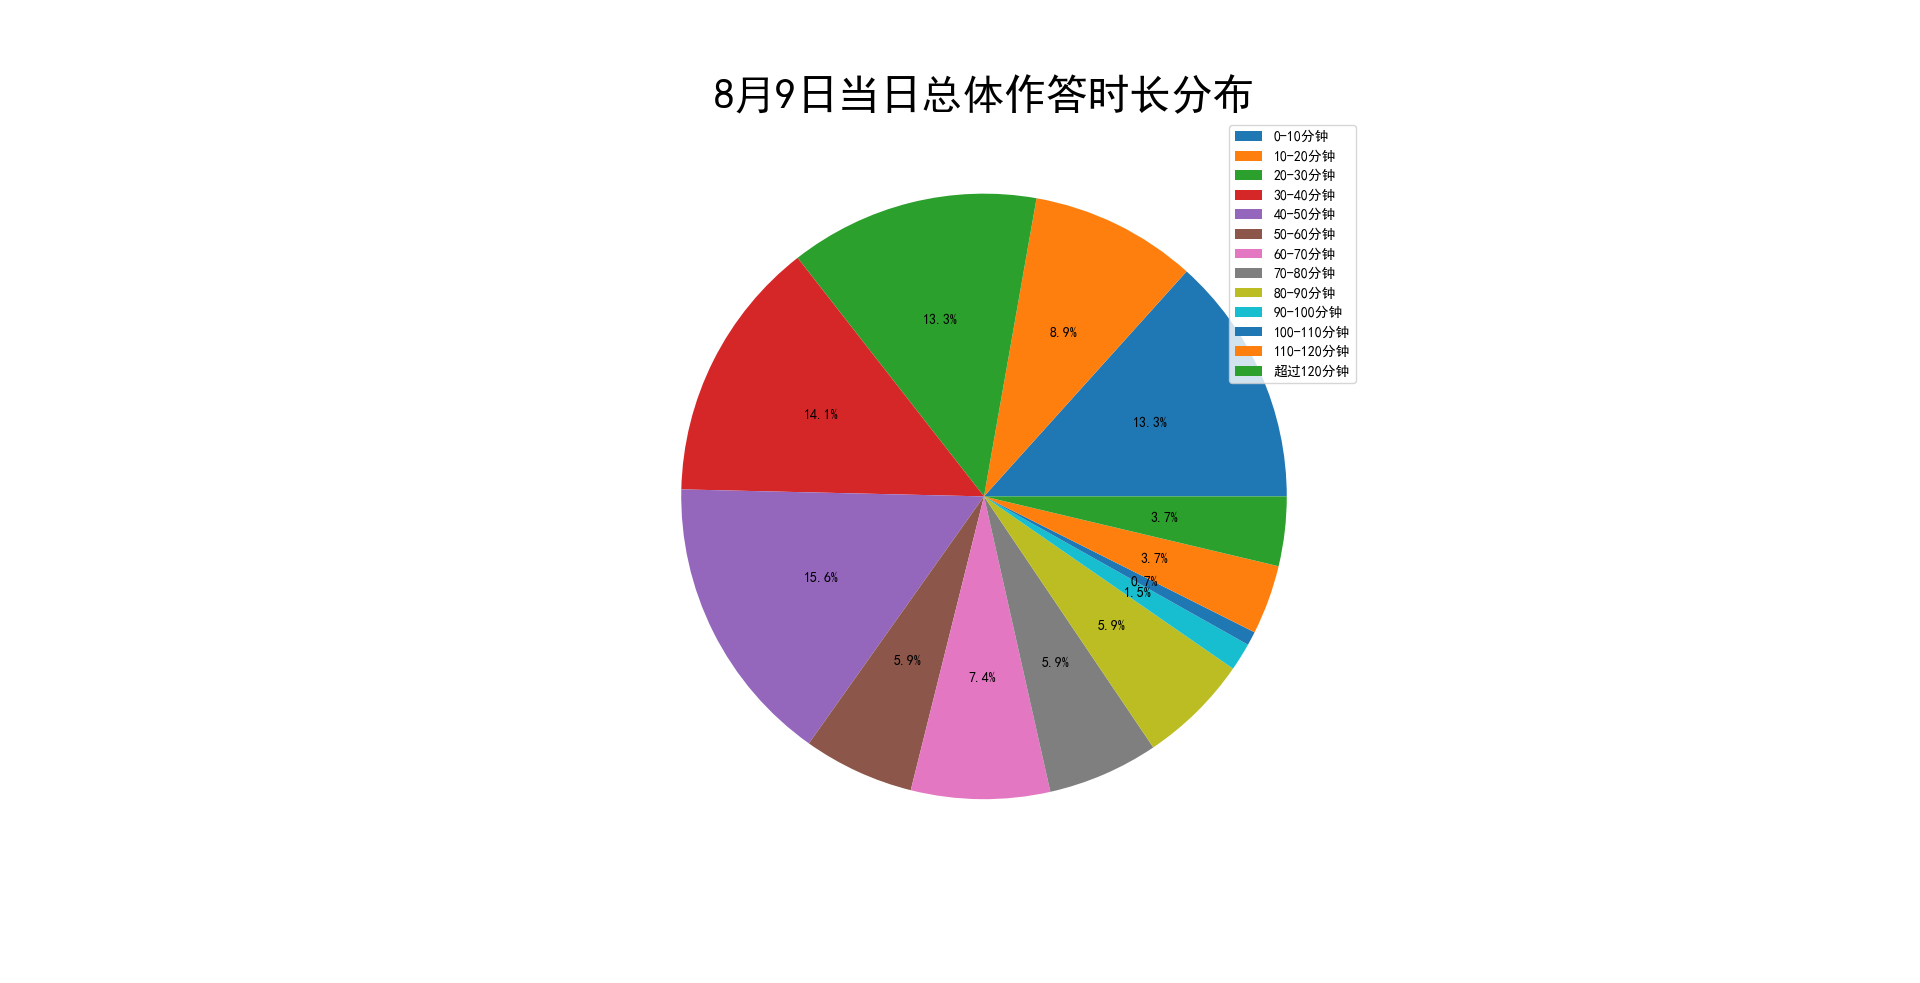 8月9日当日总体作答时长分布
0-10分钟
10-20分钟
20-30分钟
30-40分钟
40-50分钟
50-60分钟
60-70分钟
70-80分钟
80-90分钟
90-100分钟
100-110分钟
110-120分钟
超过120分钟
13.3%
8.9%
13.3%
14.1%
15.6%
5.9%
7.4%
5.9%
5.9%
1.5%
0.7%
3.7%
3.7%